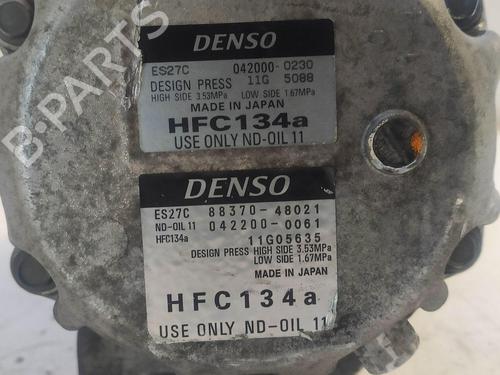 B-PARTS
DENSO
ES27C 042000-0230
DESIGN PRESS 11G 5088
HIGH SIDE 3.53MPa LOW SIDE 1.67MPa
MADE IN JAPAN
HFC134a
USE ONLY ND-OIL 11
DENSO
ES27C 88370-48021
ND-OIL 11 042200-0061
HFC134a 11G05635
DESIGN PRESS HIGH SIDE 3.53MPa
LOW SIDE 1.67MPa
MADE IN JAPAN
HFC134a
USE ONLY ND-OIL 11